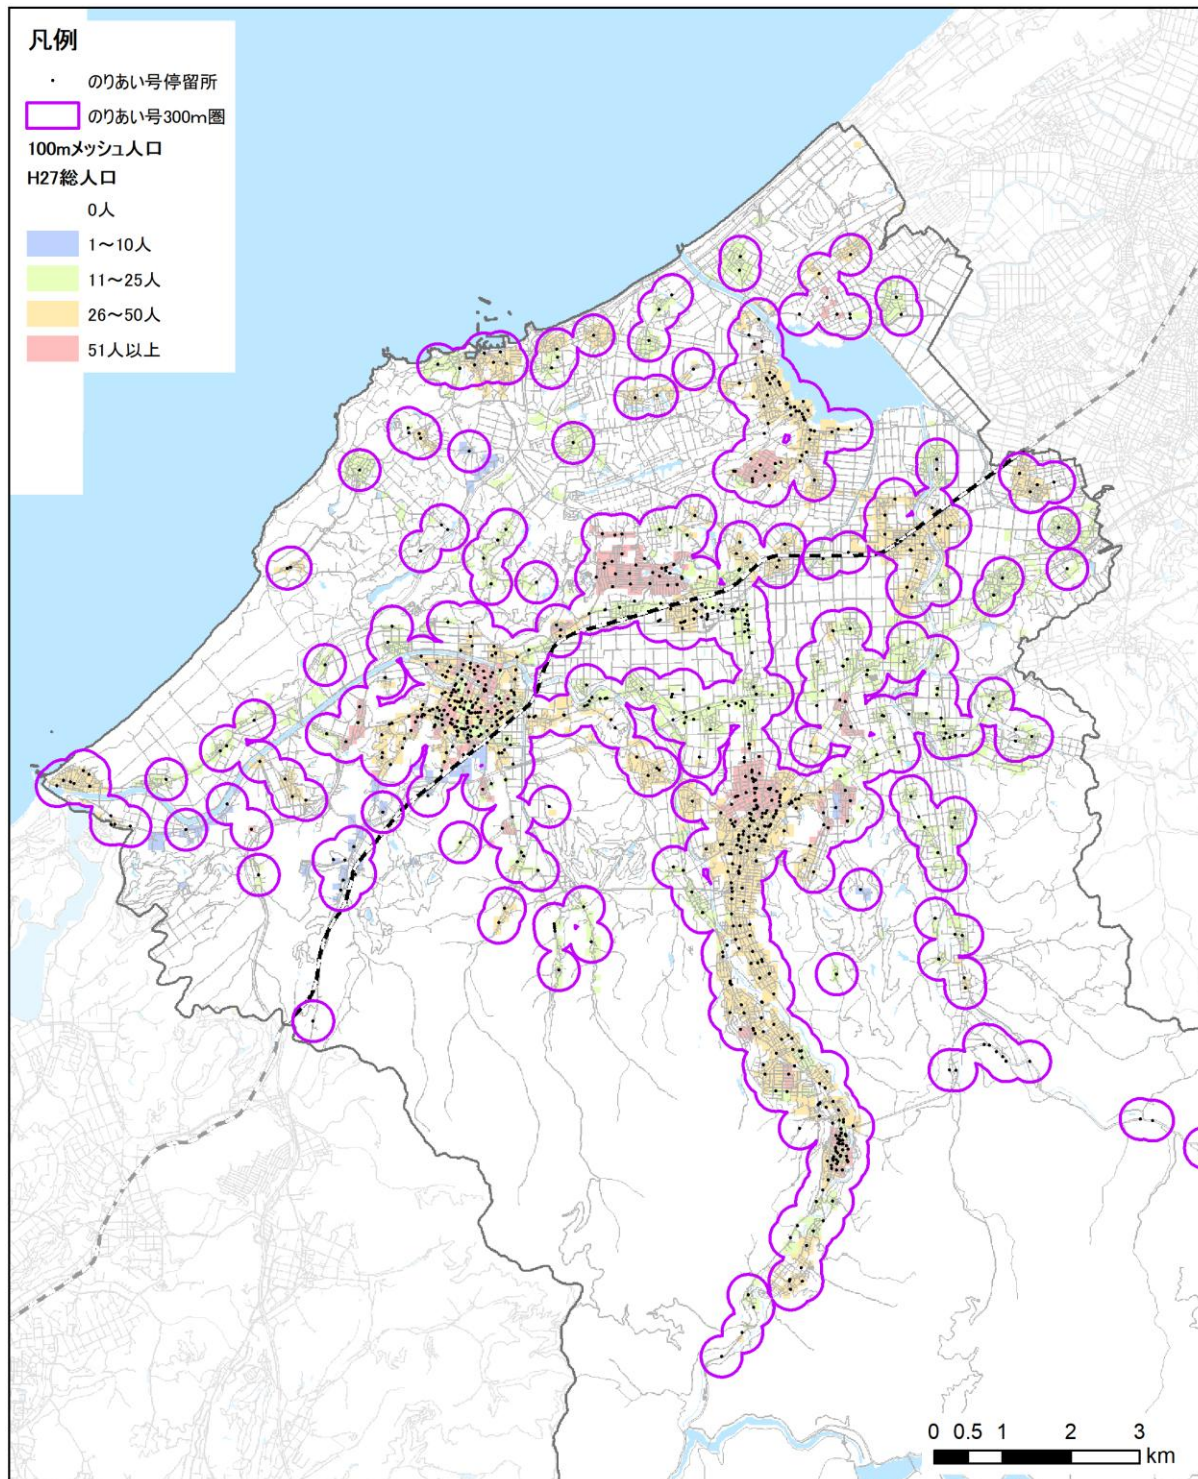 凡例
のりあい号停留所
のりあい号300m圏
100mメッシュ人口
H27総人口
0人
1～10人
11～25人
26～50人
51人以上
0 0.5 1 2 3
km